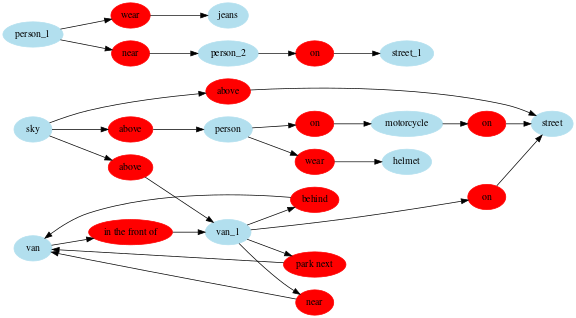 person_1
wear
jeans
near
person_2
on
street_1
sky
above
above
person
on
motorcycle
on
street
wear
helmet
above
behind
on
van
in the front of
van_1
park next
near